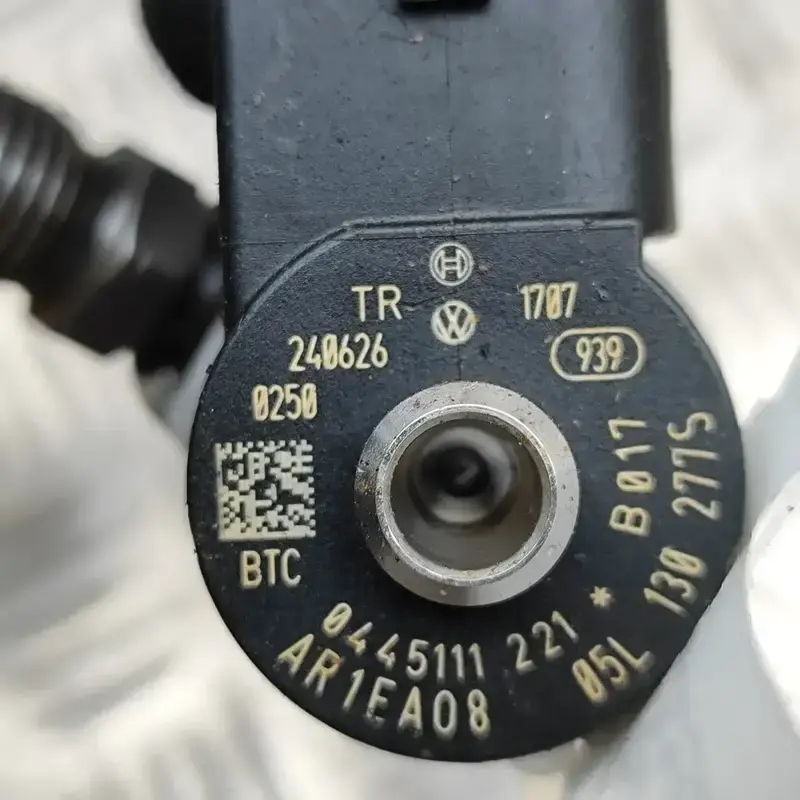 TR
1707
240626
939
0250
BTC
B017
0445111 221 *
AR1EA08
05L 130 277S